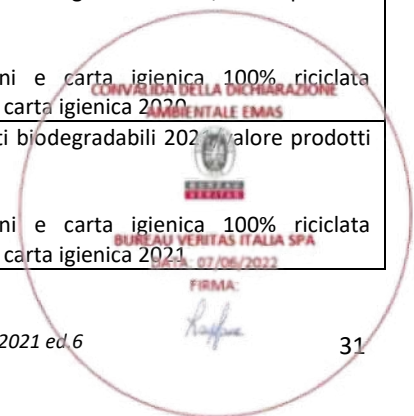 ni e carta igienica 100% riciclata
CONVALIDA DELLA DICHIARAZIONE
carta igienica 2020
AMBIENTALE EMAS
ti biodegradabili 202 valore prodotti
BUREAU
VERITAS
ni e carta igienica 100% riciclata
BUREAU VERITAS ITALIA SPA
carta igienica 2021
DATA: 07/06/2022
FIRMA:
2021 ed.6
31